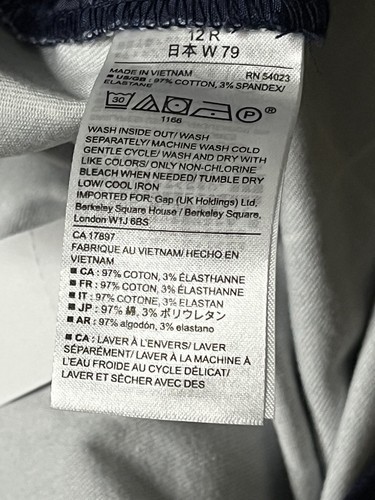 12 R
日本 W 79
MADE IN VIETNAM RN 54023
■ US/GB: 97% COTTON, 3% SPANDEX/
ELASTANE
30 P ®
1166
WASH INSIDE OUT/ WASH
SEPARATELY/ MACHINE WASH COLD
GENTLE CYCLE/ WASH AND DRY WITH
LIKE COLORS/ ONLY NON-CHLORINE
BLEACH WHEN NEEDED/ TUMBLE DRY
LOW/ COOL IRON
IMPORTED FOR: Gap (UK Holdings) Ltd,
Berkeley Square House / Berkeley Square,
London W1J 6BS
CA 17897
FABRIQUE AU VIETNAM/ HECHO EN
VIETNAM
■ CA : 97% COTON, 3% ÉLASTHANNE
■ FR : 97% COTON, 3% ÉLASTHANNE
■ IT : 97% COTONE, 3% ELASTAN
■ JP : 97% 綿, 3% ポリウレタン
■ AR : 97% algodón, 3% elastano
■ CA : LAVER À L'ENVERS/ LAVER
SÉPARÉMENT/ LAVER À LA MACHINE À
L'EAU FROIDE AU CYCLE DÉLICAT/
LAVER ET SÉCHER AVEC DES